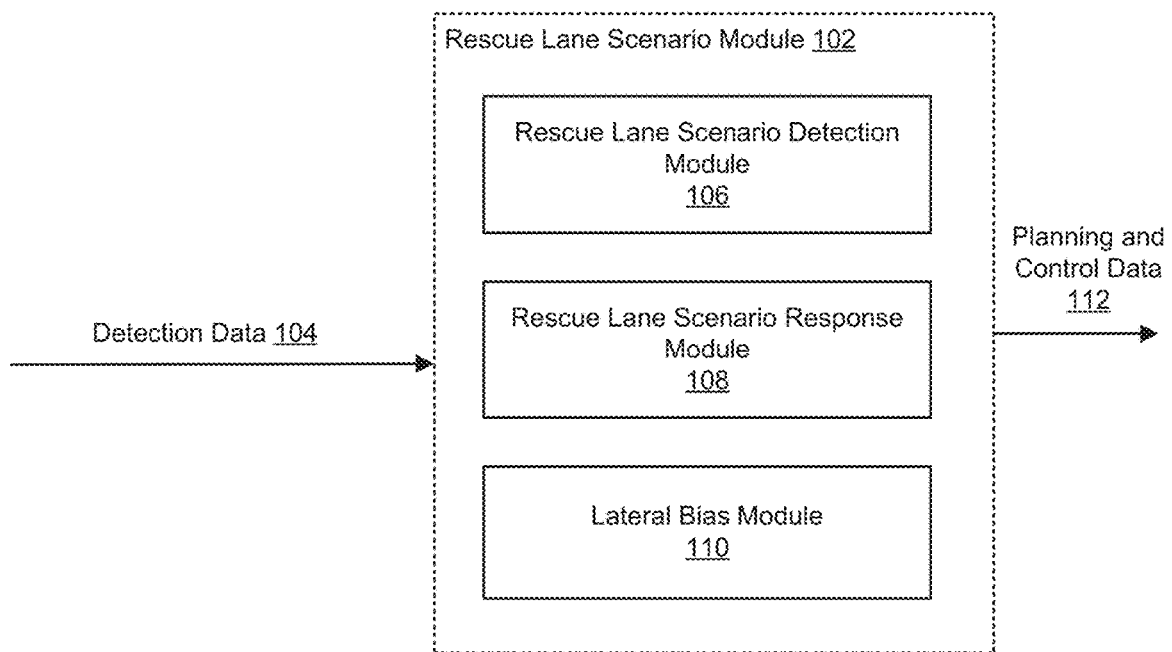 Rescue Lane Scenario Module 102
Rescue Lane Scenario Detection
Module
106
Rescue Lane Scenario Response
Module
108
Lateral Bias Module
110
Detection Data 104
Planning and
Control Data
112